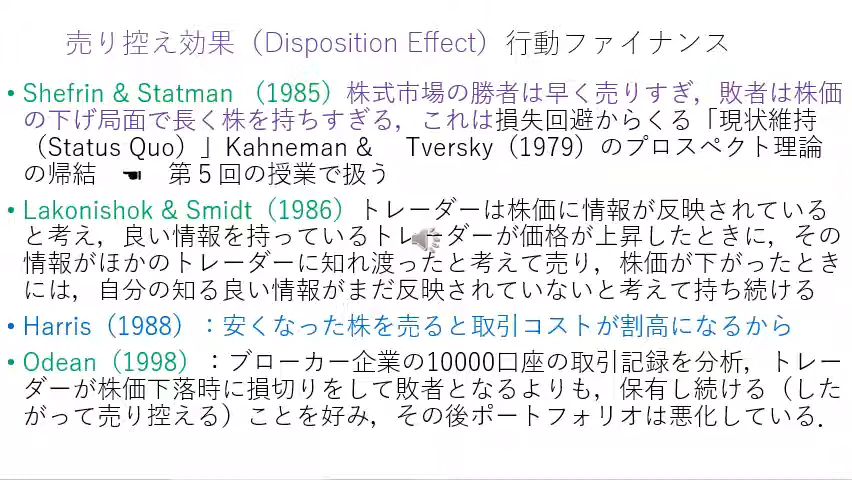 売り控え効果（Disposition Effect）行動ファイナンス
• Shefrin & Statman （1985）株式市場の勝者は早く売りすぎ，敗者は株価
の下げ局面で長く株を持ちすぎる，これは損失回避からくる「現状維持
（Status Quo）」Kahneman &　Tversky（1979）のプロスペクト理論
の帰結　☚　第５回の授業で扱う
• Lakonishok & Smidt（1986）トレーダーは株価に情報が反映されている
と考え，良い情報を持っているトレーダーが価格が上昇したときに，その
情報がほかのトレーダーに知れ渡ったと考えて売り，株価が下がったとき
には，自分の知る良い情報がまだ反映されていないと考えて持ち続ける
• Harris（1988）：安くなった株を売ると取引コストが割高になるから
• Odean（1998）：ブローカー企業の10000口座の取引記録を分析，トレー
ダーが株価下落時に損切りをして敗者となるよりも，保有し続ける（した
がって売り控える）ことを好み，その後ポートフォリオは悪化している．